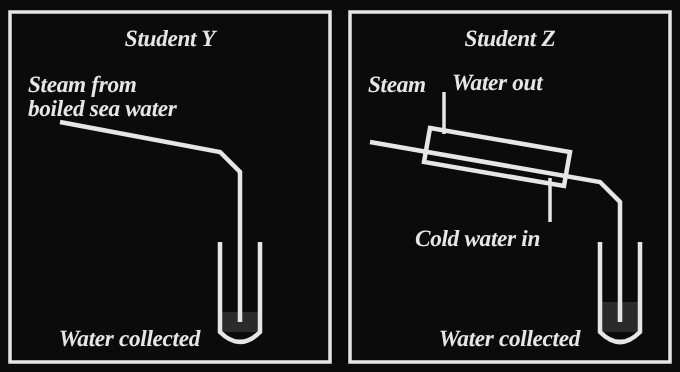 Student Y
Steam from
boiled sea water
Water collected
Student Z
Steam
Water out
Cold water in
Water collected